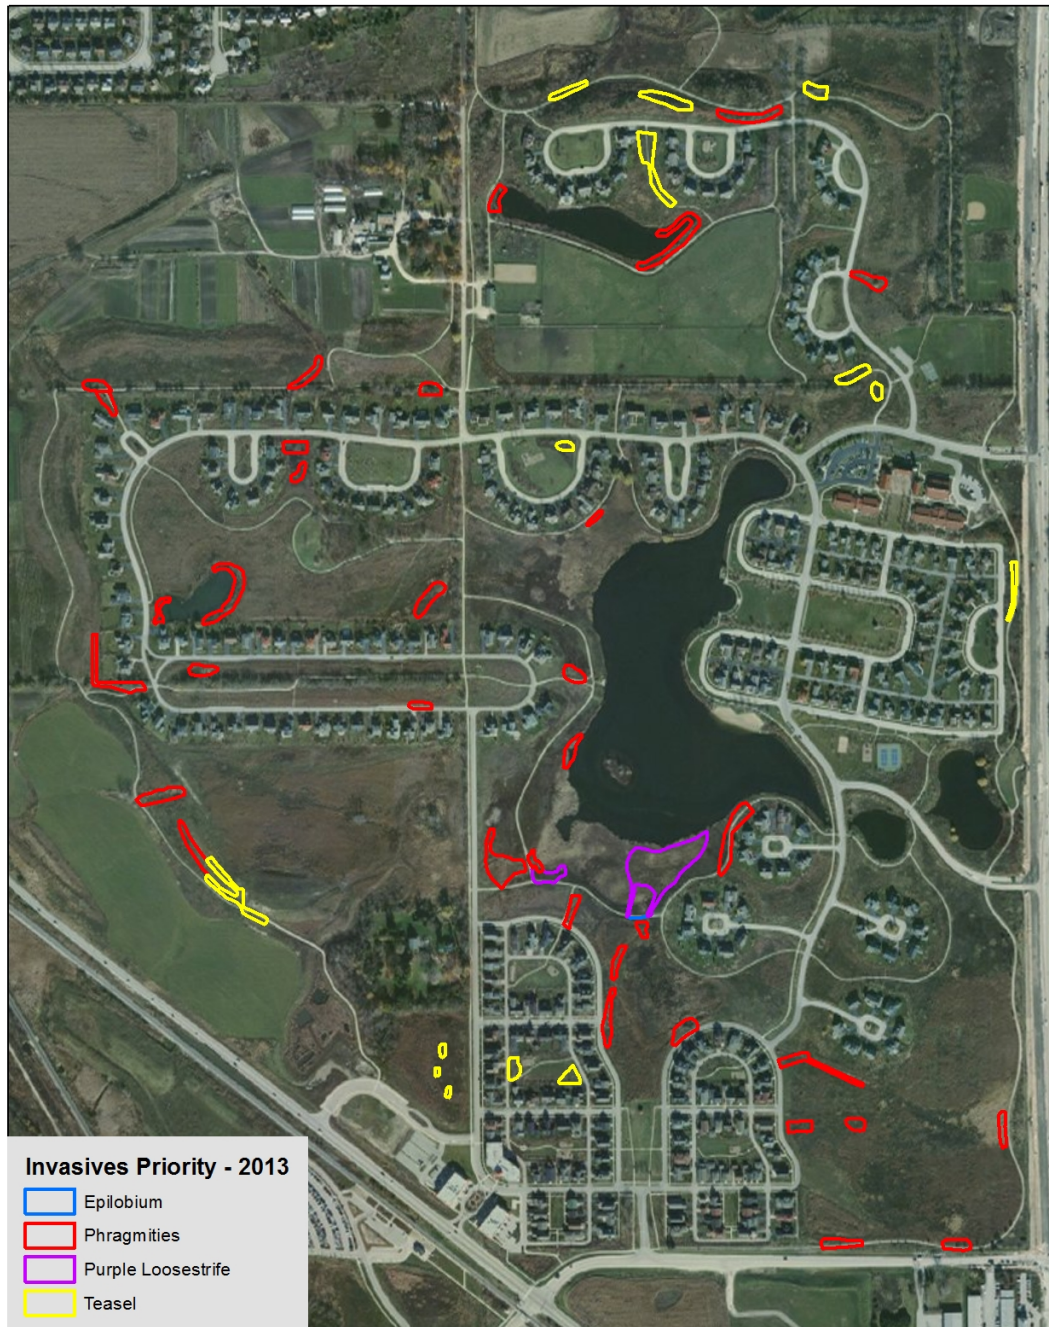 Invasives Priority - 2013
Epilobium
Phragmities
Purple Loosestrife
Teasel